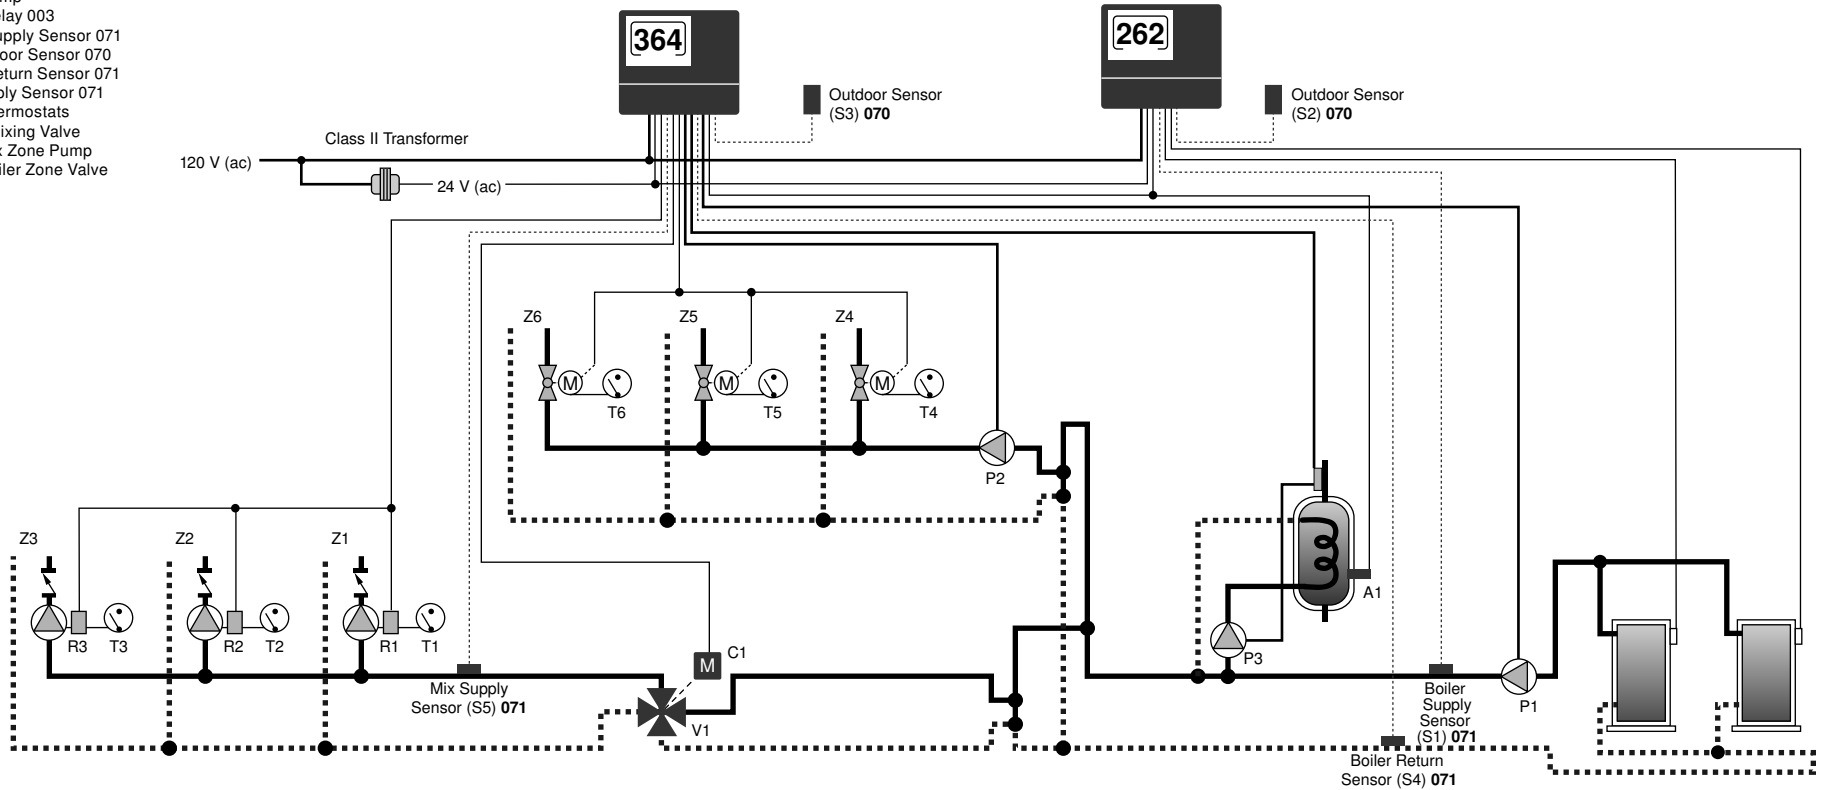 elay 003
upply Sensor 071
oor Sensor 070
eturn Sensor 071
ply Sensor 071
ermostats
ixing Valve
x Zone Pump
iler Zone Valve
364
262
Outdoor Sensor
(S3) 070
Outdoor Sensor
(S2) 070
Class II Transformer
120 V (ac)
24 V (ac)
Z6
Z5
Z4
M
M
M
T6
T5
T4
P2
Z3
Z2
Z1
R3
T3
R2
T2
R1
T1
A1
P3
M
C1
V1
Mix Supply
Sensor (S5) 071
Boiler
Supply
Sensor
(S1) 071
P1
Boiler Return
Sensor (S4) 071